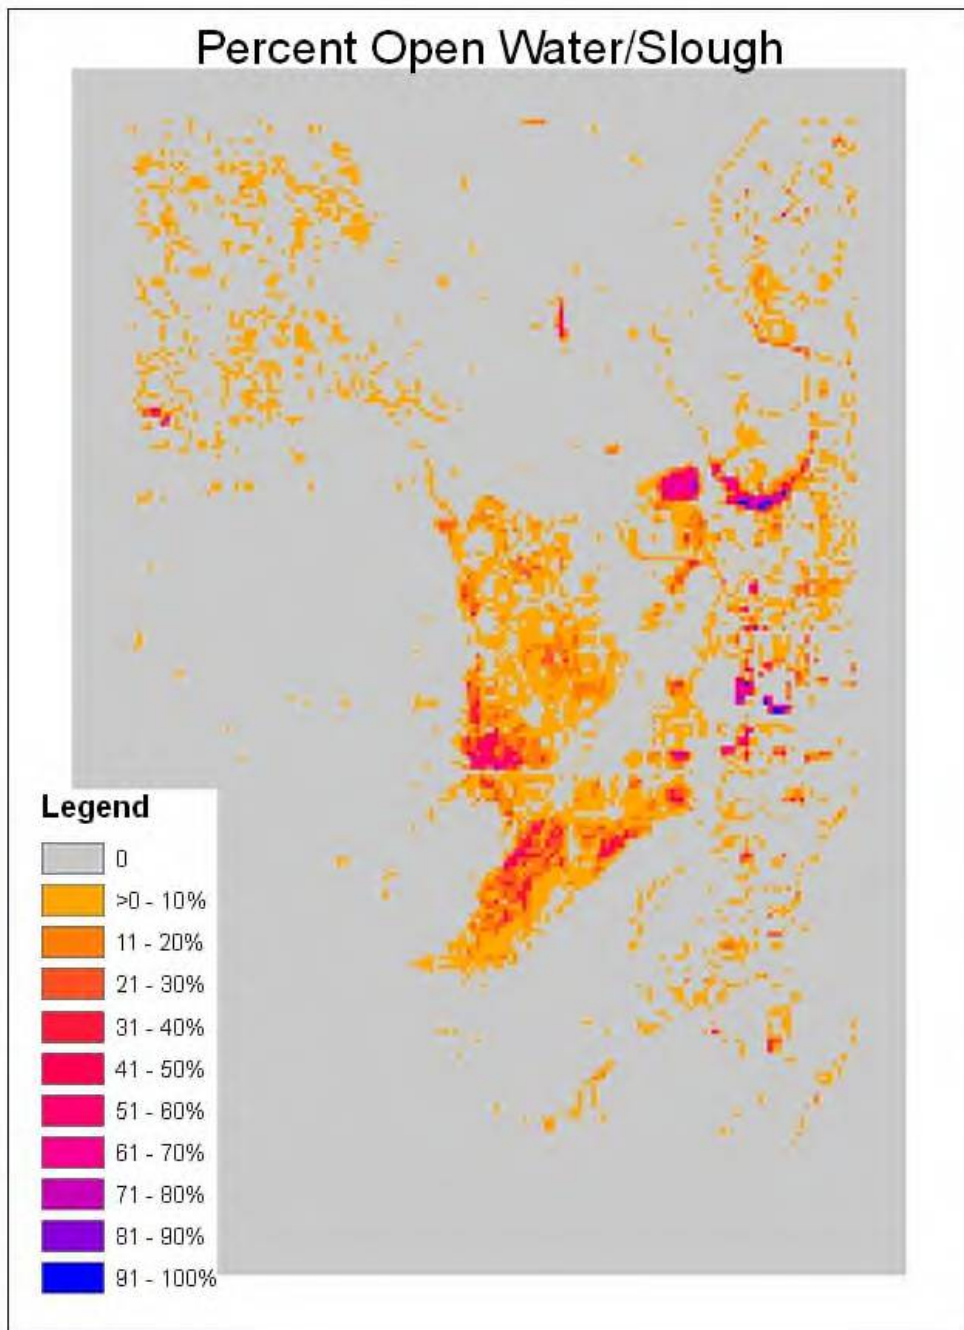 Percent Open Water/Slough
Legend
0
>0 - 10%
11 - 20%
21 - 30%
31 - 40%
41 - 50%
51 - 60%
61 - 70%
71 - 80%
81 - 90%
91 - 100%